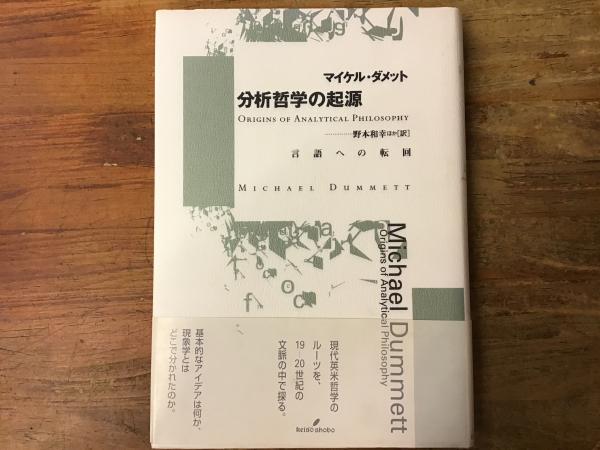 マイケル・ダメット
分析哲学の起源
ORIGINS OF ANALYTICAL PHILOSOPHY
…………野本和幸ほか[訳]
言語への転回
MICHAEL DUMMETT
Michael Dummett
Origins of Analytical Philosophy
現代英米哲学の
ルーツを、
19–20世紀の
文脈の中で探る。
基本的なアイデアは何か、
現象学とは
どこで分かれたのか。
keiso shobo